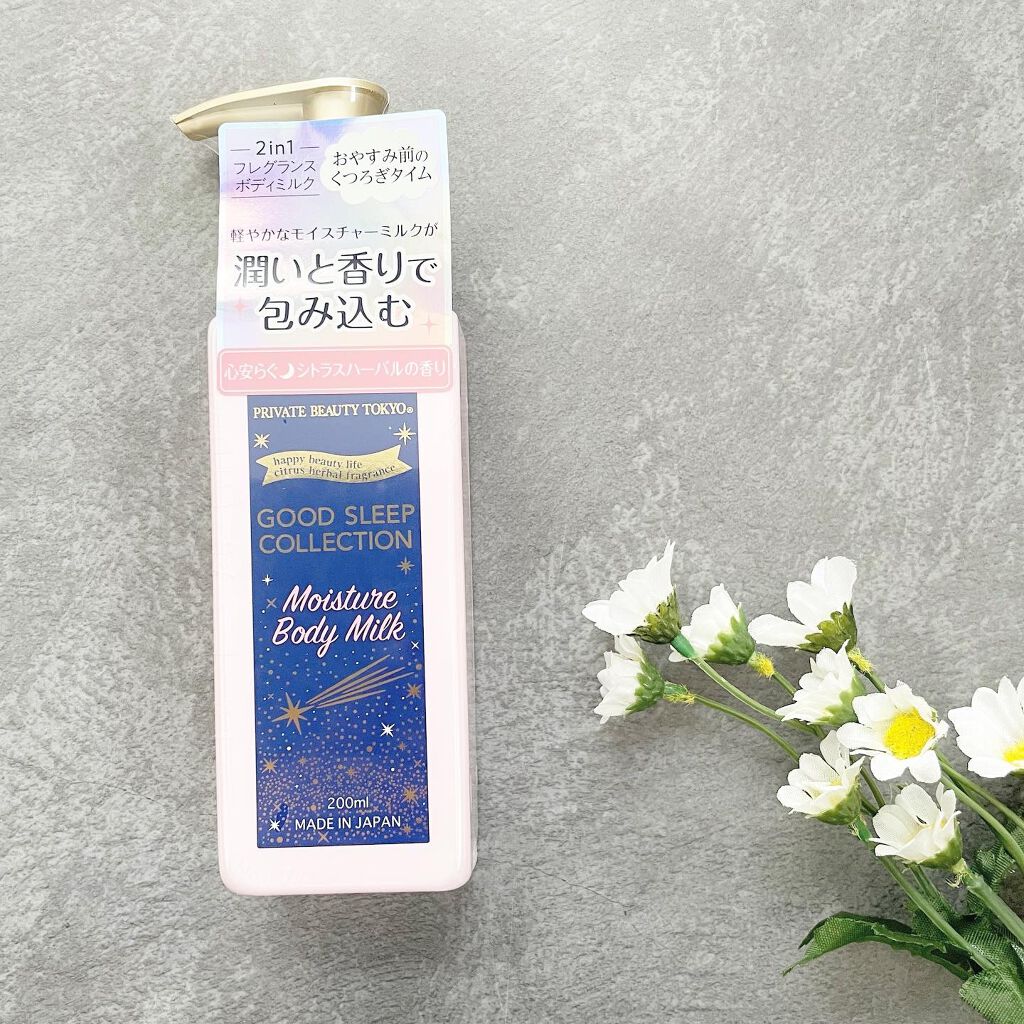 2in1
フレグランス
ボディミルク
おやすみ前の
くつろぎタイム
軽やかなモイスチャーミルクが
潤いと香りで
包み込む
心安らぐ シトラスハーバルの香り
PRIVATE BEAUTY TOKYO®
happy beauty life
citrus herbal fragrance
GOOD SLEEP
COLLECTION
Moisture
Body Milk
200ml
MADE IN JAPAN